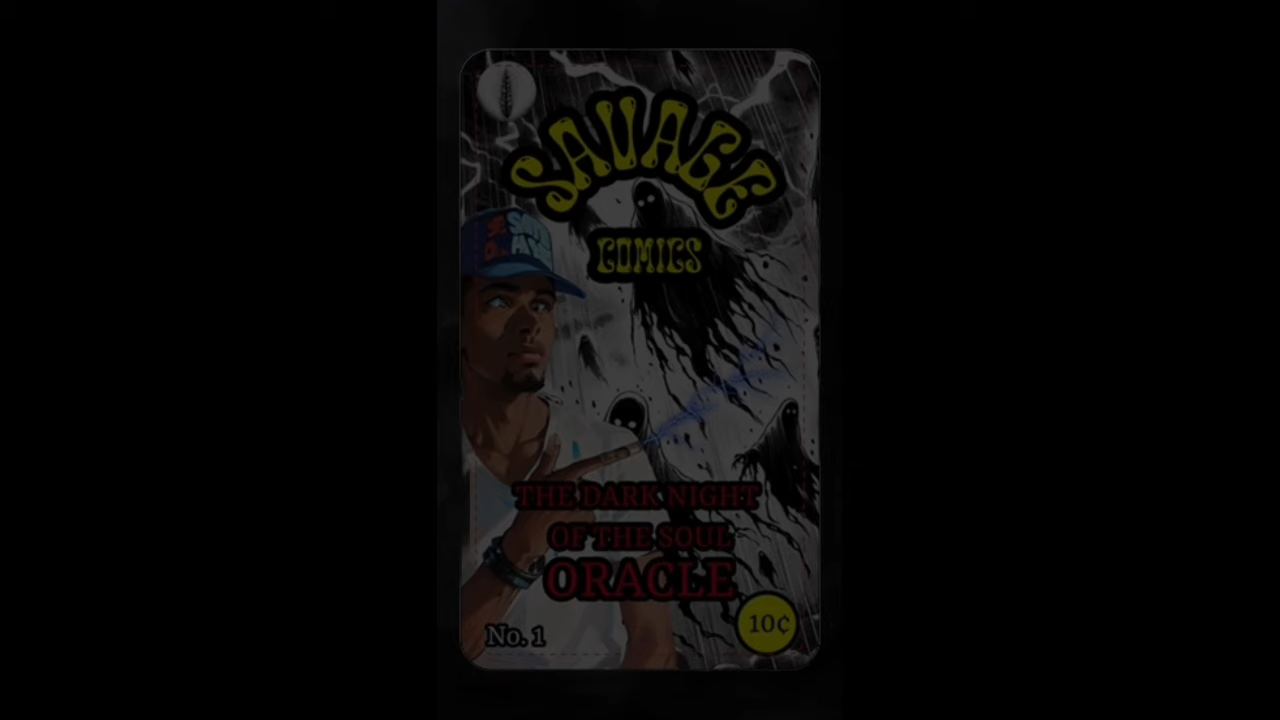 SAVAGE
COMICS
THE DARK NIGHT
OF THE SOUL
ORACLE
No. 1
10¢